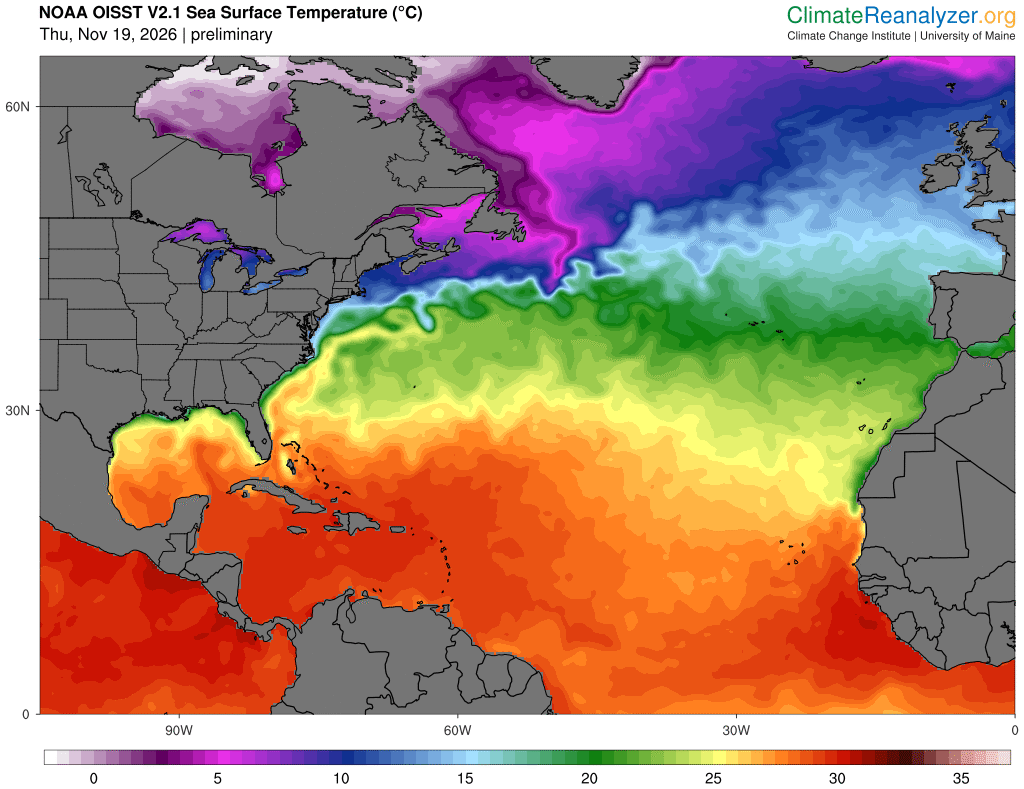 NOAA OISST V2.1 Sea Surface Temperature (°C)
Thu, Nov 19, 2026 | preliminary
ClimateReanalyzer.org
Climate Change Institute | University of Maine
60N
30N
0
90W 60W 30W 0
0 5 10 15 20 25 30 35